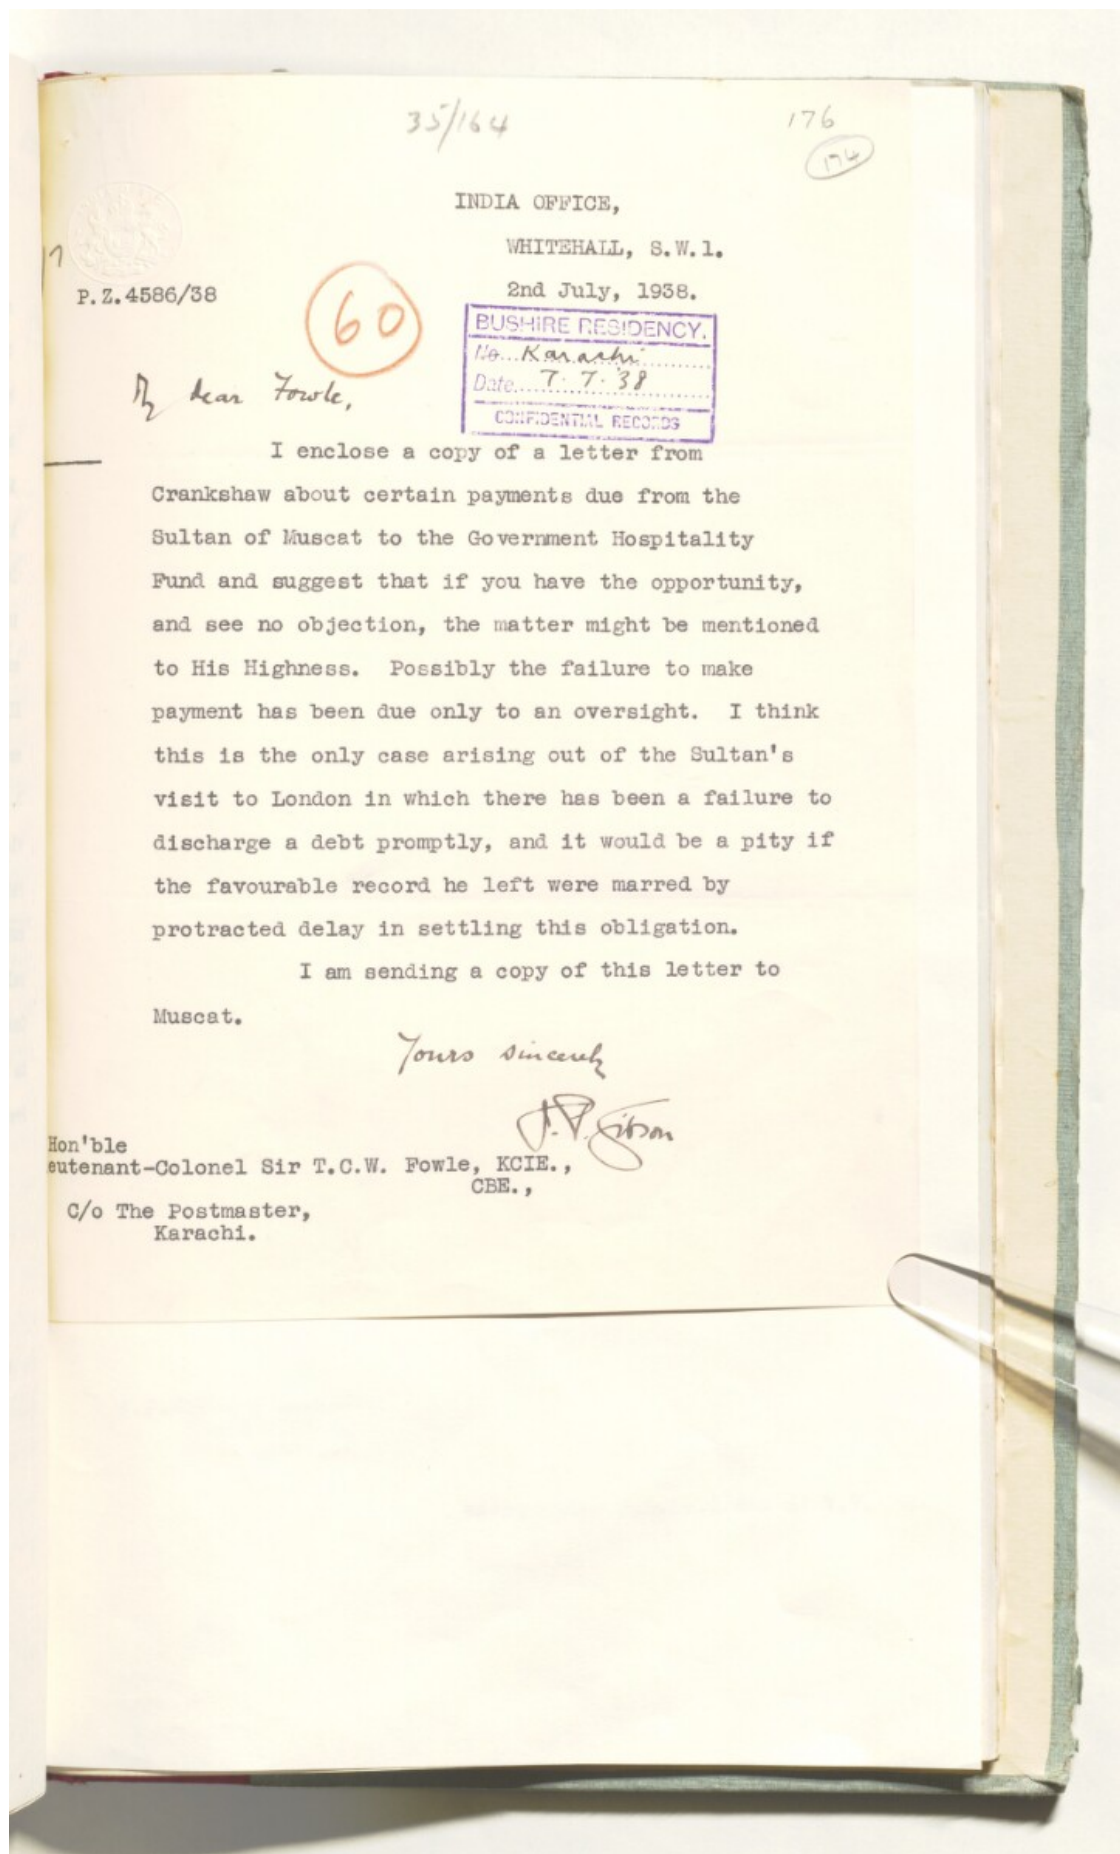 35/164
176
174
INDIA OFFICE,
WHITEHALL, S.W.1.
P.Z.4586/38
2nd July, 1938.
60
BUSHIRE RESIDENCY.
No... Karachi
Date... 7.7.38
CONFIDENTIAL RECORDS
My dear Fowle,
I enclose a copy of a letter from
Crankshaw about certain payments due from the
Sultan of Muscat to the Government Hospitality
Fund and suggest that if you have the opportunity,
and see no objection, the matter might be mentioned
to His Highness. Possibly the failure to make
payment has been due only to an oversight. I think
this is the only case arising out of the Sultan's
visit to London in which there has been a failure to
discharge a debt promptly, and it would be a pity if
the favourable record he left were marred by
protracted delay in settling this obligation.
I am sending a copy of this letter to
Muscat.
Yours sincerely
J.P. Gibson
Hon'ble
eutenant-Colonel Sir T.C.W. Fowle, KCIE.,
CBE.,
C/o The Postmaster,
Karachi.